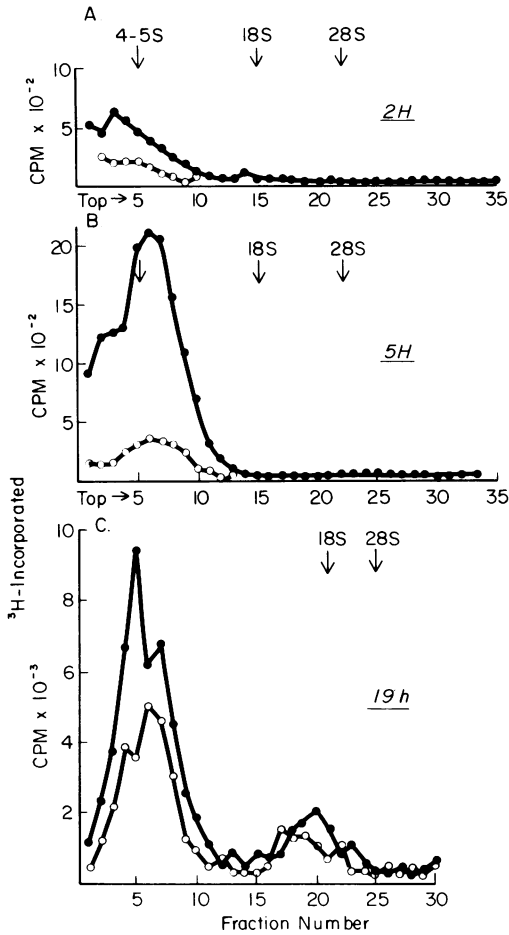 A
4-5S 18S 28S
10
5
CPM x 10⁻²
2H
Top → 5 10 15 20 25 30 35
B
18S 28S
20
15
10
5
CPM x 10⁻²
5H
Top → 5 10 15 20 25 30 35
³H-Incorporated
C.
18S 28S
10
8
6
4
2
CPM x 10⁻³
19h
5 10 15 20 25 30
Fraction Number